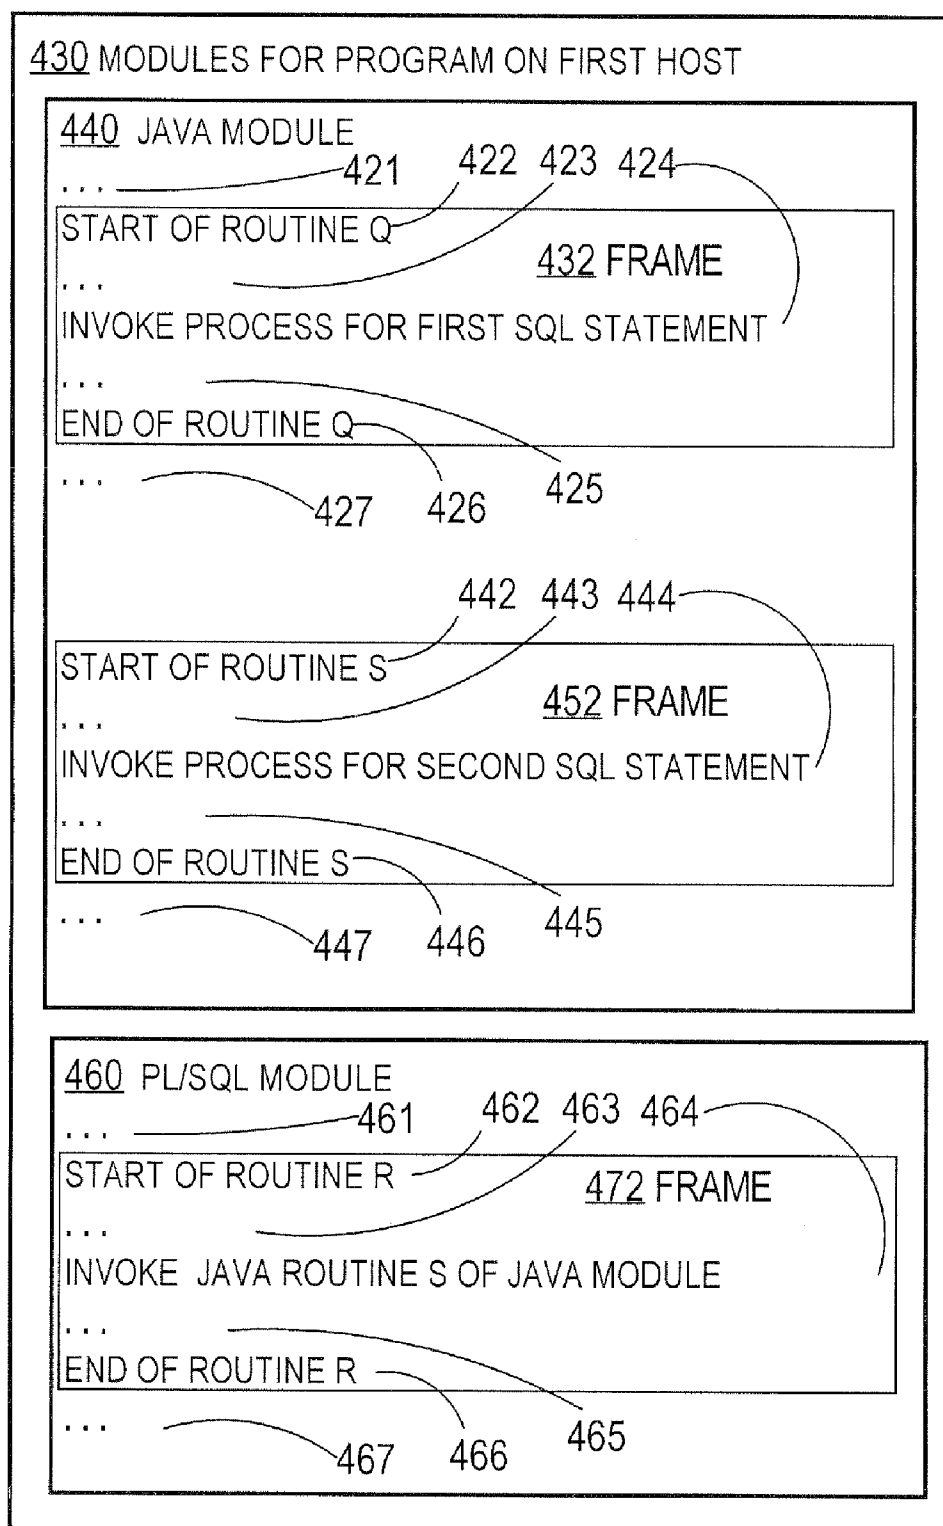 430 MODULES FOR PROGRAM ON FIRST HOST
440 JAVA MODULE
... 421 422 423 424
START OF ROUTINE Q
432 FRAME
...
INVOKE PROCESS FOR FIRST SQL STATEMENT
...
END OF ROUTINE Q
... 427 426 425
442 443 444
START OF ROUTINE S
452 FRAME
...
INVOKE PROCESS FOR SECOND SQL STATEMENT
...
END OF ROUTINE S
... 447 446 445
460 PL/SQL MODULE
... 461 462 463 464
START OF ROUTINE R
472 FRAME
...
INVOKE JAVA ROUTINE S OF JAVA MODULE
...
END OF ROUTINE R
... 467 466 465